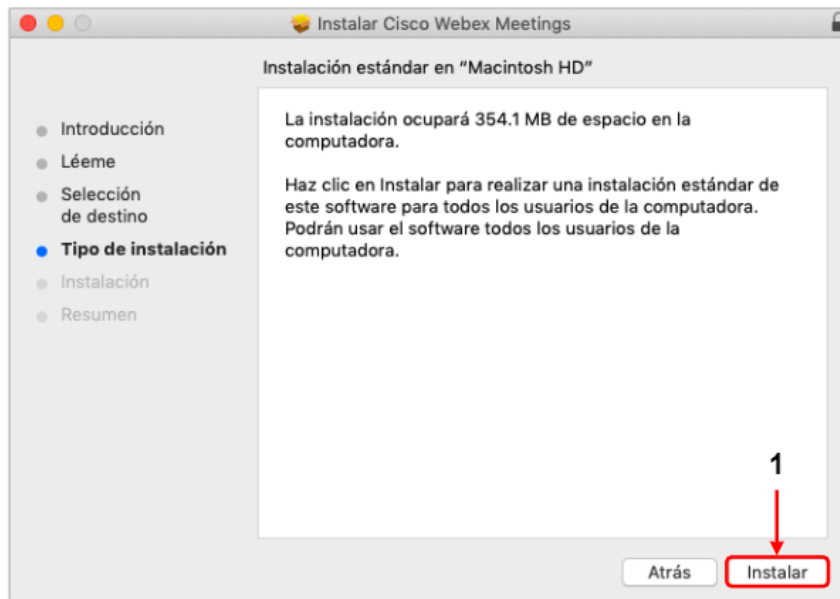 Instalar Cisco Webex Meetings
Instalación estándar en “Macintosh HD”
Introducción
Léeme
Selección
de destino
Tipo de instalación
Instalación
Resumen
La instalación ocupará 354.1 MB de espacio en la
computadora.
Haz clic en Instalar para realizar una instalación estándar de
este software para todos los usuarios de la computadora.
Podrán usar el software todos los usuarios de la
computadora.
1
Atrás
Instalar